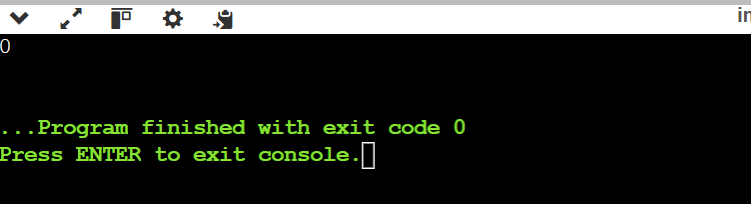 0
...Program finished with exit code 0
Press ENTER to exit console.